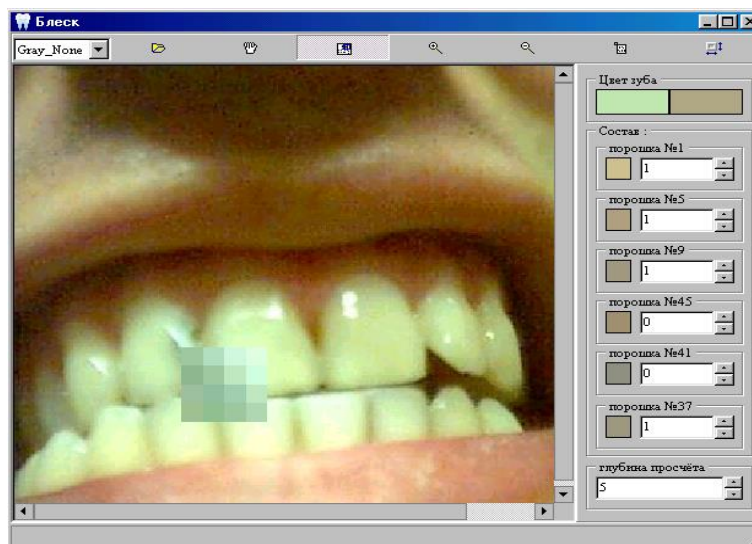 Блеск
Gray_None
Цвет зуба
Состав :
порошка №1
1
порошка №5
1
порошка №9
1
порошка №45
0
порошка №41
0
порошка №37
1
глубина просчёта
5